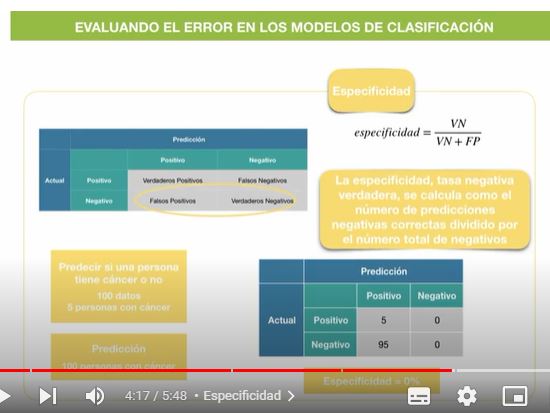 EVALUANDO EL ERROR EN LOS MODELOS DE CLASIFICACIÓN
Especificidad
especificidad = VN
VN + FP
Predicción
Positivo Negativo
Actual Positivo Verdaderos Positivos Falsos Negativos
Negativo Falsos Positivos Verdaderos Negativos
La especificidad, tasa negativa
verdadera, se calcula como el
número de predicciones
negativas correctas dividido por
el número total de negativos
Predecir si una persona
tiene cáncer o no
100 datos
5 personas con cáncer
Predicción
100 personas con cáncer
Predicción
Positivo Negativo
Actual Positivo 5 0
Negativo 95 0
Especificidad = 0%
4:17 / 5:48 • Especificidad